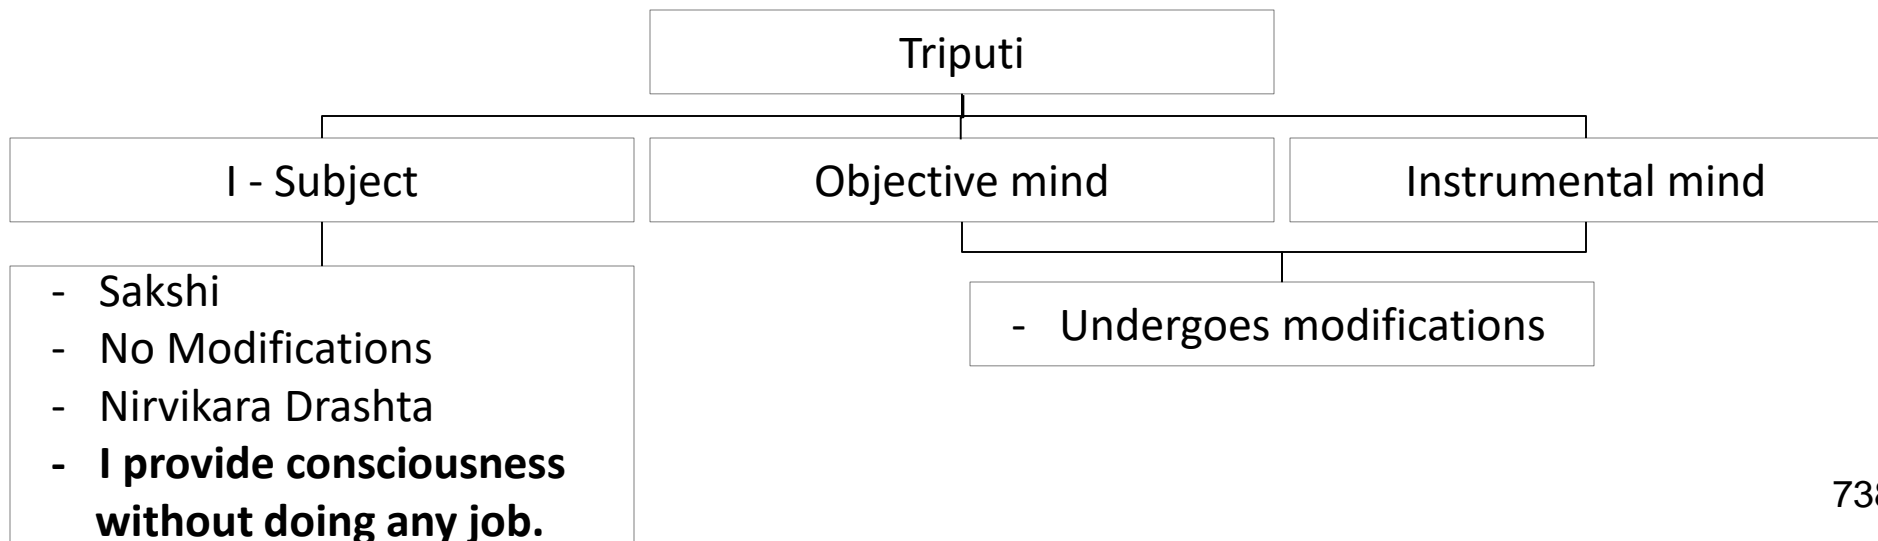 Triputi
I - Subject
Objective mind
Instrumental mind
- Sakshi
- No Modifications
- Nirvikara Drashta
- I provide consciousness
without doing any job.
- Undergoes modifications
738